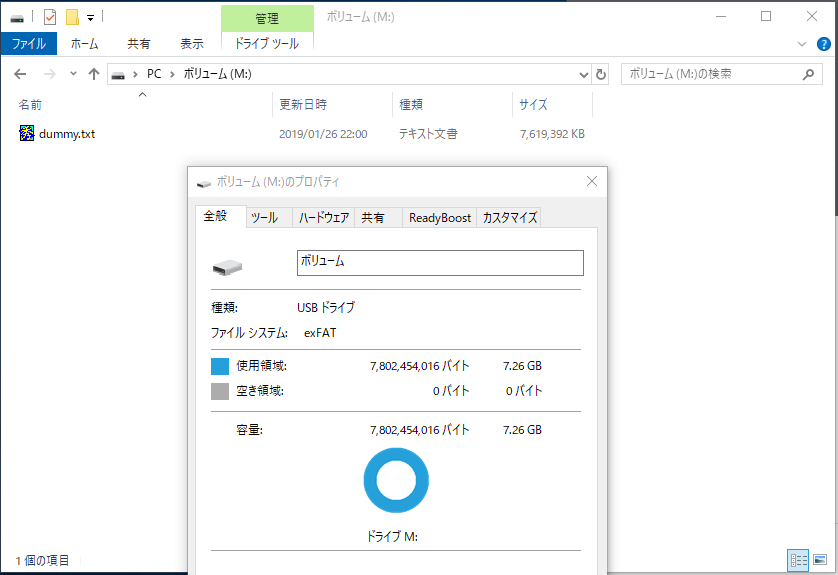 管理 ボリューム (M:)
ファイル ホーム 共有 表示 ドライブ ツール
PC ボリューム (M:) ボリューム (M:)の検索
名前 更新日時 種類 サイズ
dummy.txt 2019/01/26 22:00 テキスト文書 7,619,392 KB
ボリューム (M:)のプロパティ
全般 ツール ハードウェア 共有 ReadyBoost カスタマイズ
ボリューム
種類: USB ドライブ
ファイル システム: exFAT
使用領域: 7,802,454,016 バイト 7.26 GB
空き領域: 0 バイト 0 バイト
容量: 7,802,454,016 バイト 7.26 GB
ドライブ M:
1 個の項目